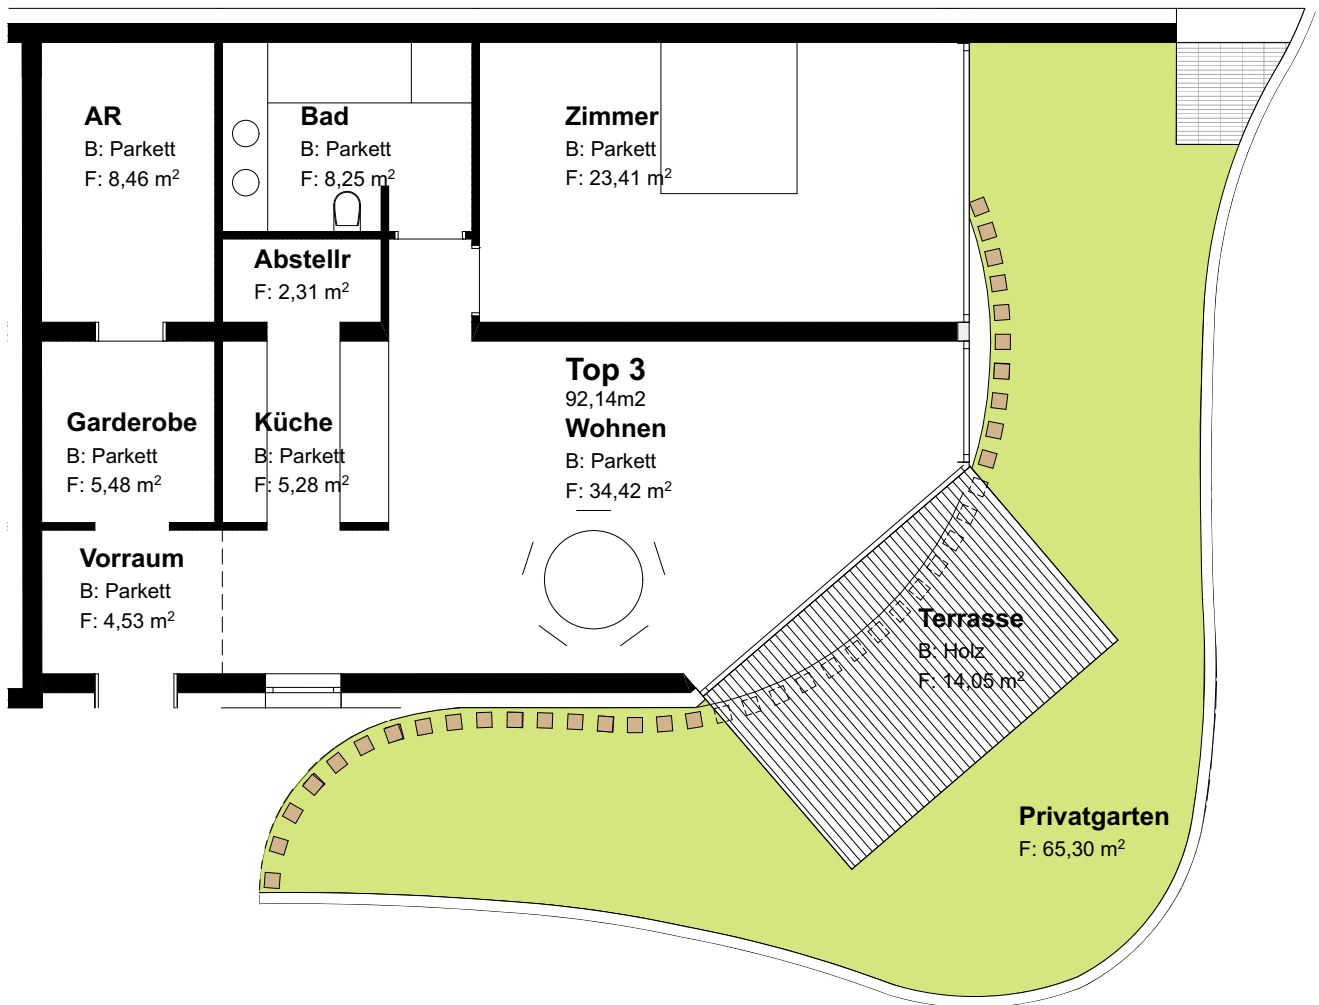 AR
B: Parkett
F: 8,46 m²
Bad
B: Parkett
F: 8,25 m²
Zimmer
B: Parkett
F: 23,41 m²
Abstellr
F: 2,31 m²
Top 3
92,14m2
Wohnen
B: Parkett
F: 34,42 m²
Garderobe
B: Parkett
F: 5,48 m²
Küche
B: Parkett
F: 5,28 m²
Vorraum
B: Parkett
F: 4,53 m²
Terrasse
B: Holz
F: 14,05 m²
Privatgarten
F: 65,30 m²